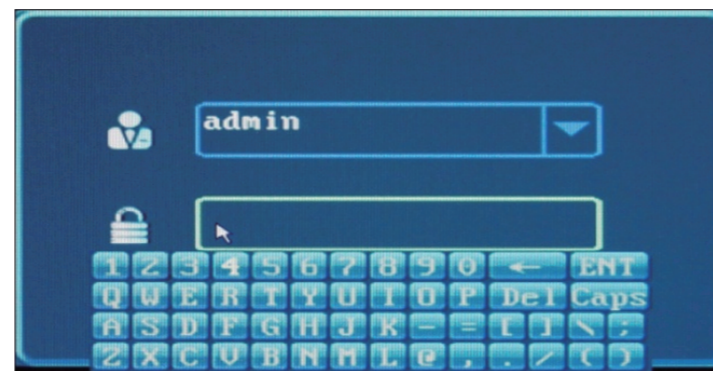 admin
1 2 3 4 5 6 7 8 9 0 ← ENT
Q W E R T Y U I O P Del Caps
A S D F G H J K - = [ ] \ ;
Z X C V B N M L @ , . / ( )